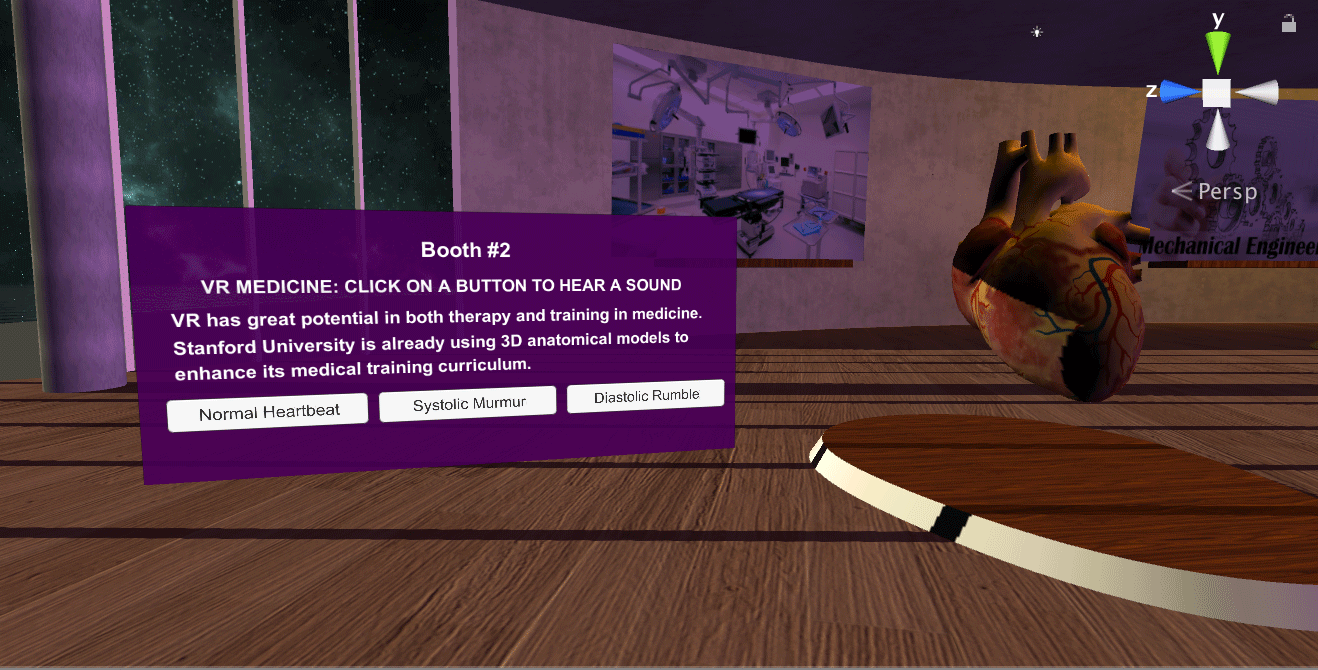 y
z
< Persp
Booth #2
VR MEDICINE: CLICK ON A BUTTON TO HEAR A SOUND
VR has great potential in both therapy and training in medicine.
Stanford University is already using 3D anatomical models to
enhance its medical training curriculum.
Normal Heartbeat
Systolic Murmur
Diastolic Rumble
Mechanical Enginee